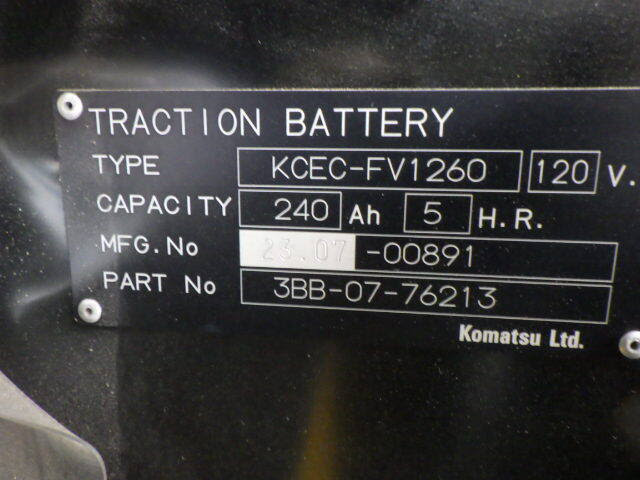 TRACTION BATTERY
TYPE KCEC-FV1260 120 V.
CAPACITY 240 Ah 5 H.R.
MFG.No 23.07 -00891
PART No 3BB-07-76213
Komatsu Ltd.